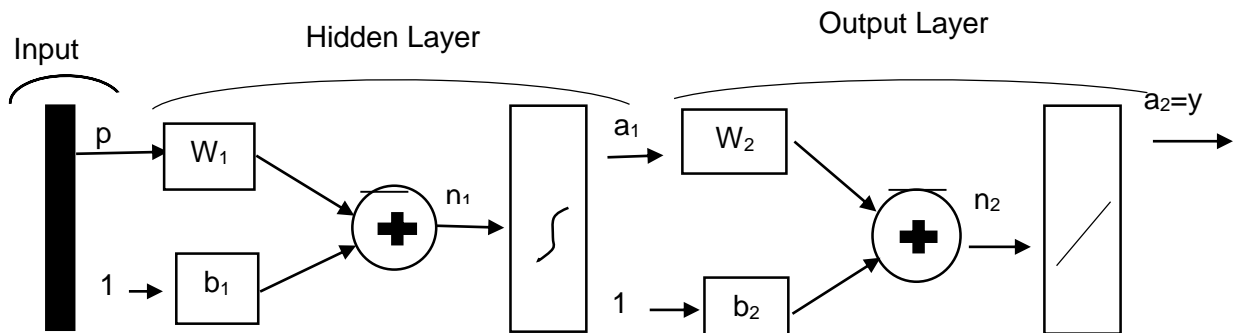 Input
Hidden Layer
Output Layer
p
W₁
n₁
a₁
W₂
n₂
a₂=y
1
b₁
1
b₂